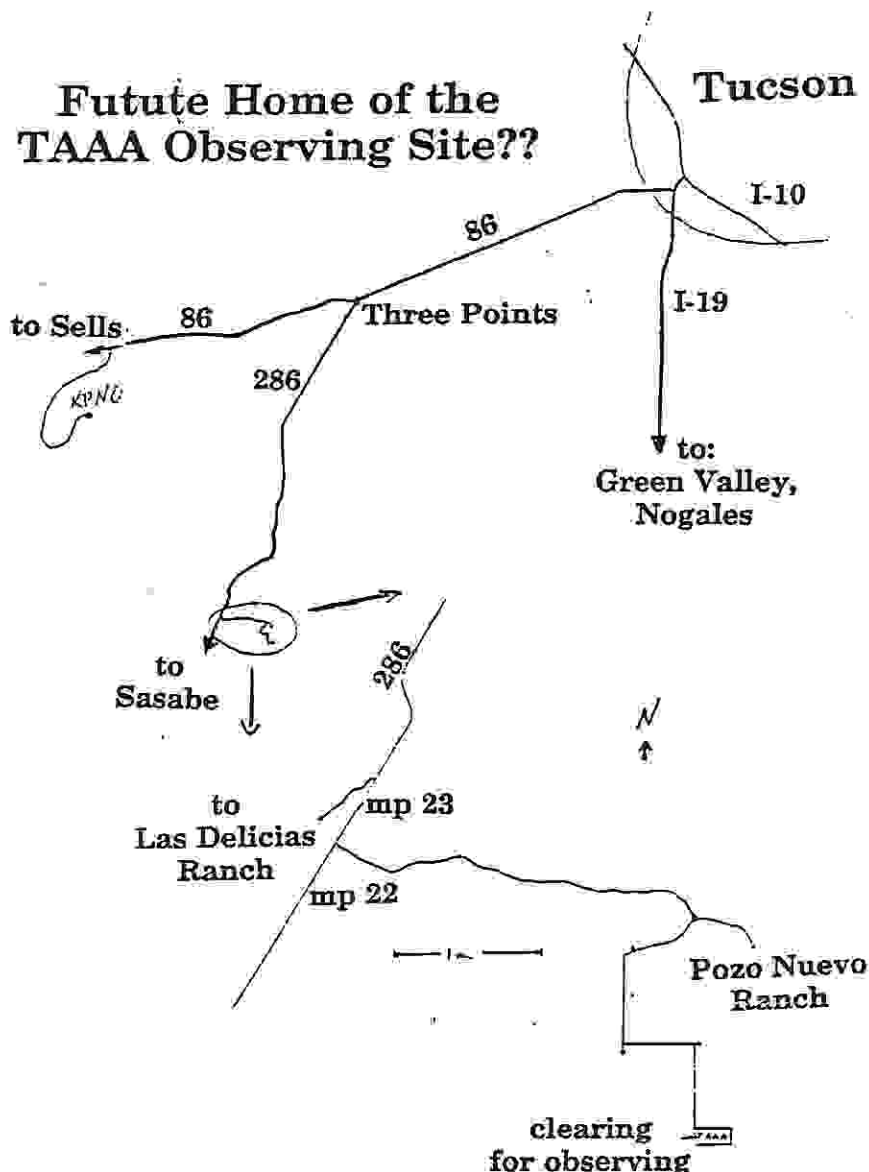 Futute Home of the
TAAA Observing Site??
Tucson
I-10
86
I-19
Three Points
to Sells
86
286
KPNO
to:
Green Valley,
Nogales
to
Sasabe
286
N
to
Las Delicias
Ranch
mp 23
mp 22
Pozo Nuevo
Ranch
TAAA
clearing
for observing